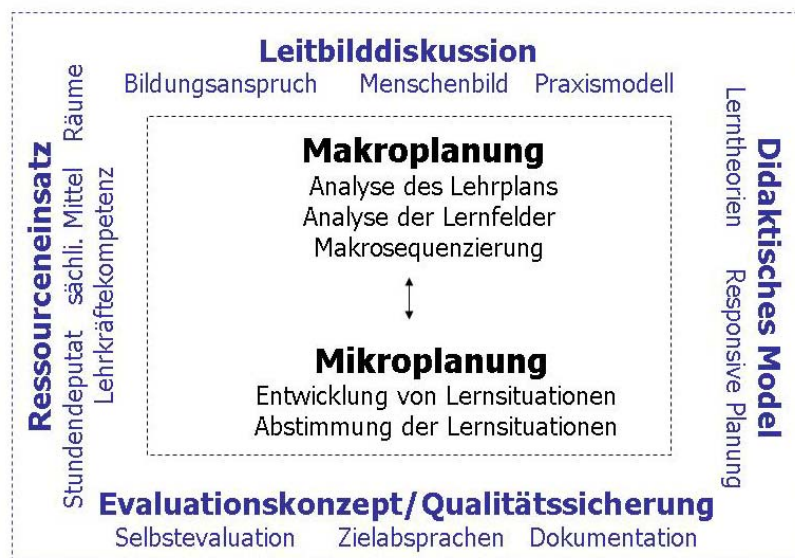 Leitbilddiskussion
Bildungsanspruch Menschenbild Praxismodell
Ressourceneinsatz
Stundendeputat sächli. Mittel Räume
Lehrkräftekompetenz
Makroplanung
Analyse des Lehrplans
Analyse der Lernfelder
Makrosequenzierung
Mikroplanung
Entwicklung von Lernsituationen
Abstimmung der Lernsituationen
Didaktisches Model
Lerntheorien Responsive Planung
Evaluationskonzept/Qualitätssicherung
Selbstevaluation Zielabsprachen Dokumentation